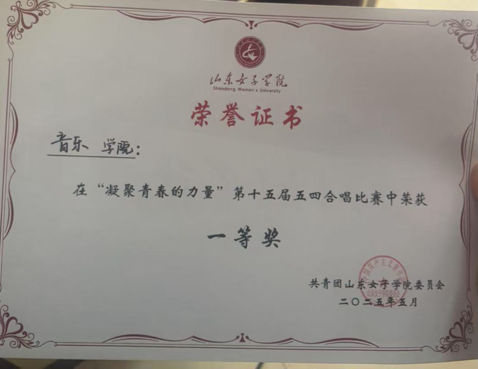 山东女子学院
Shandong Women's University
荣誉证书
音乐 学院:
在“凝聚青春的力量”第十五届五四合唱比赛中荣获
一等奖
共青团山东女子学院委员会
二〇二五年五月